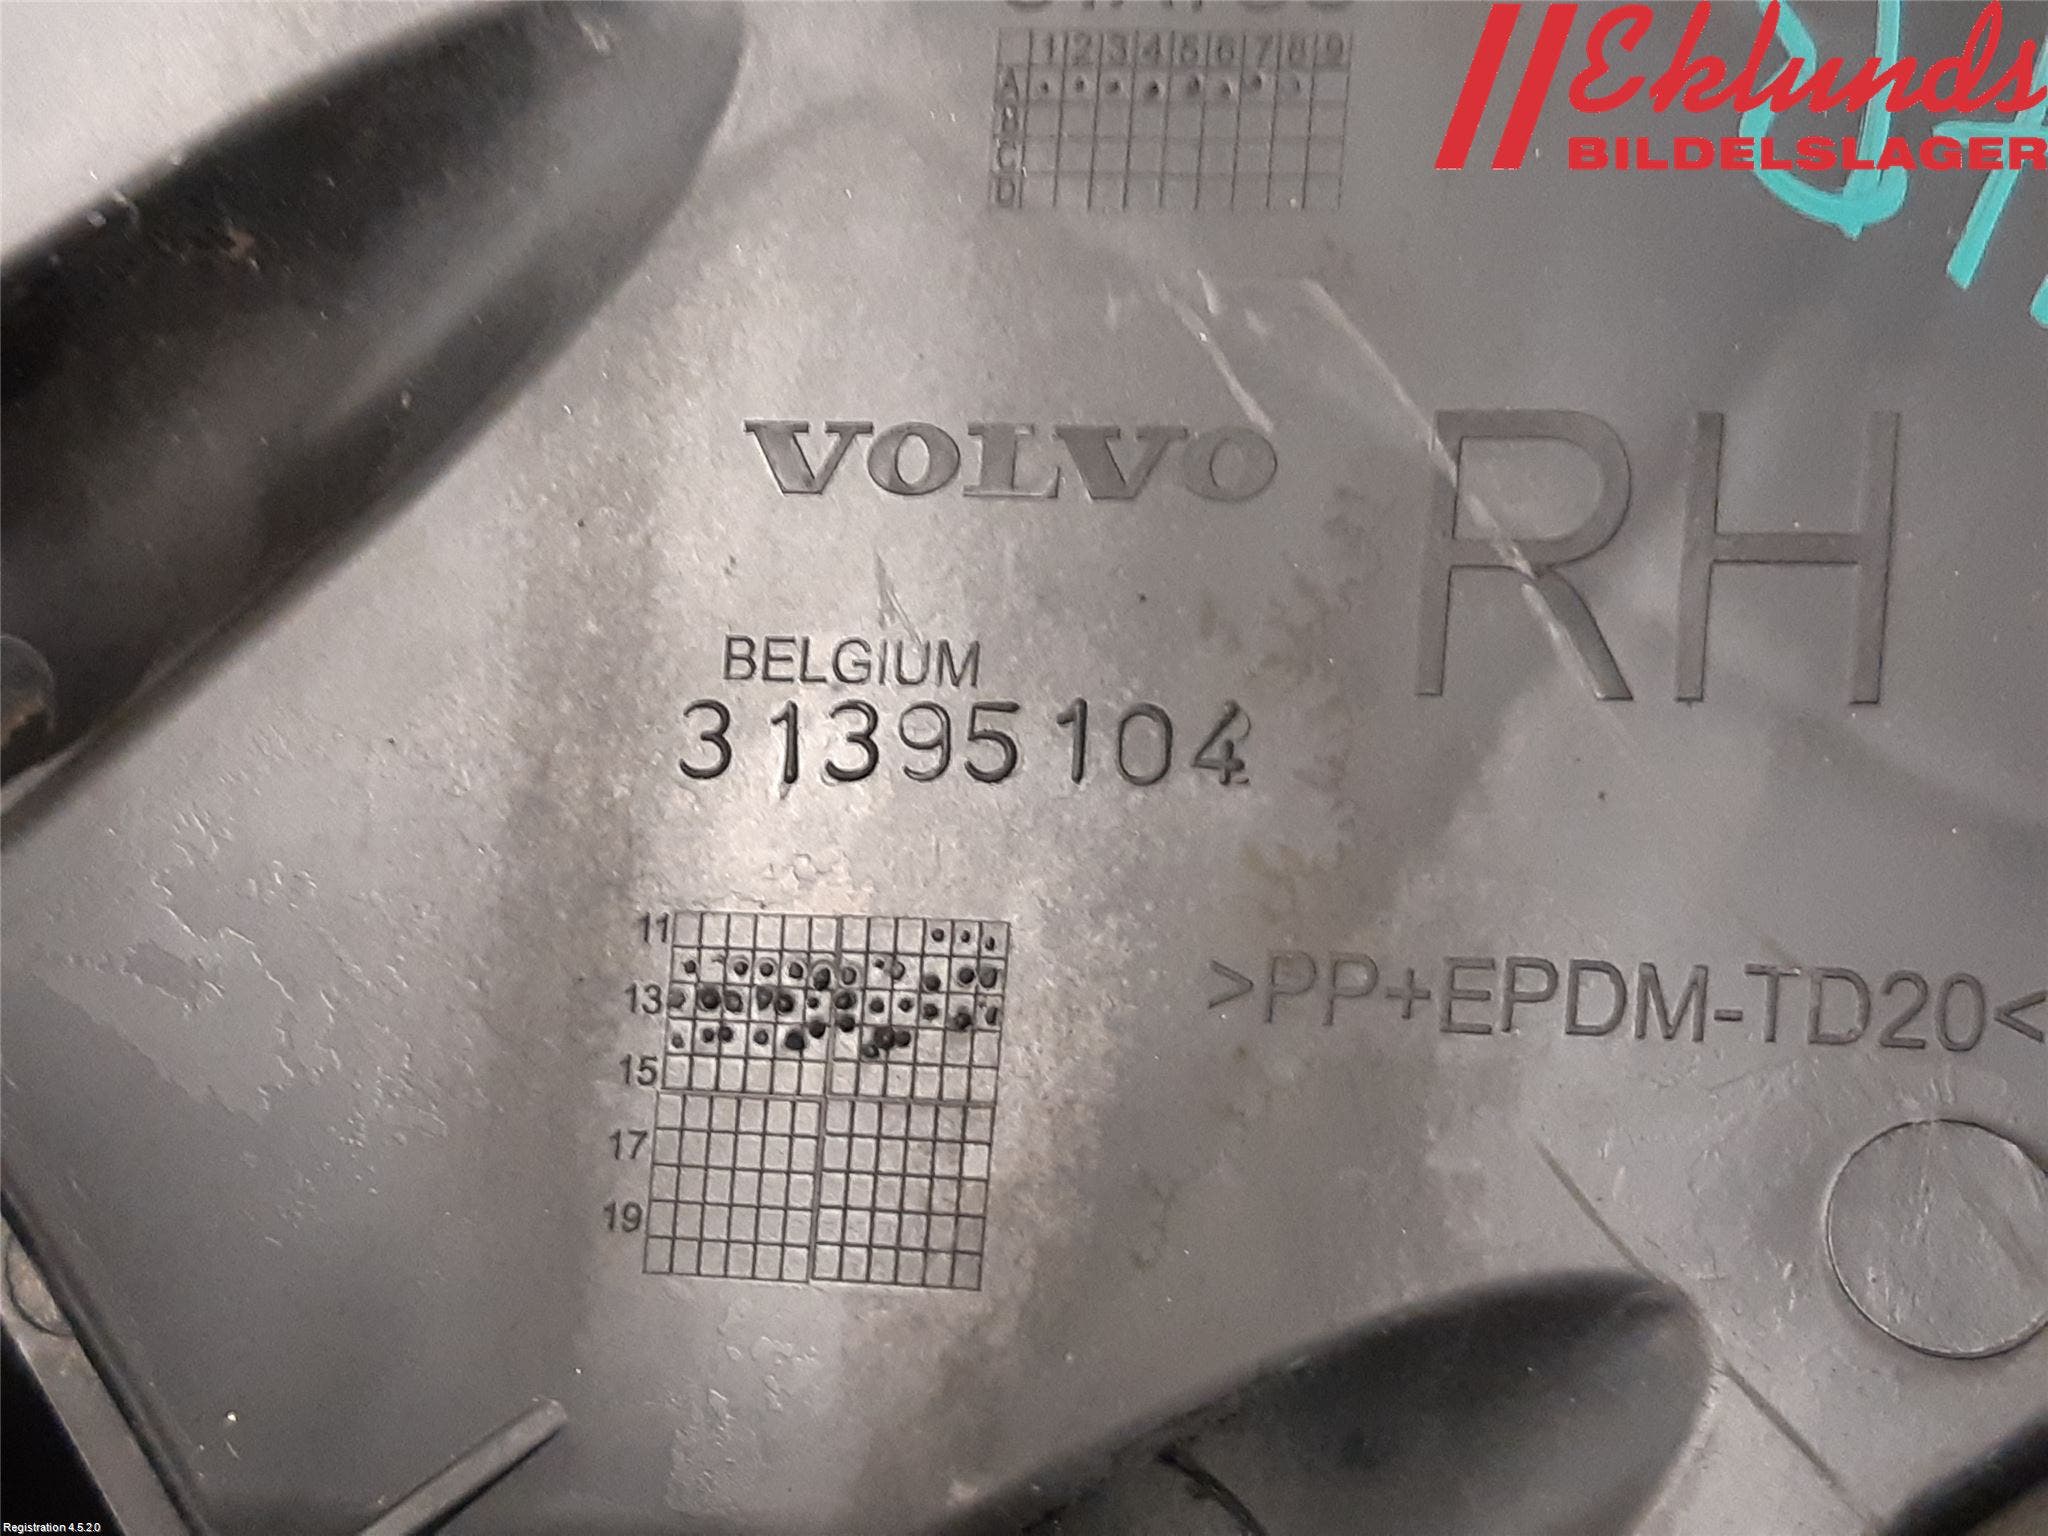 1 2 3 4 5 6 7 8 9
A
B
C
D
Eklunds
BILDELSLAGER
VOLVO
RH
BELGIUM
31395104
11
13
15
17
19
>PP+EPDM-TD20<
Registration 4.5.2.0